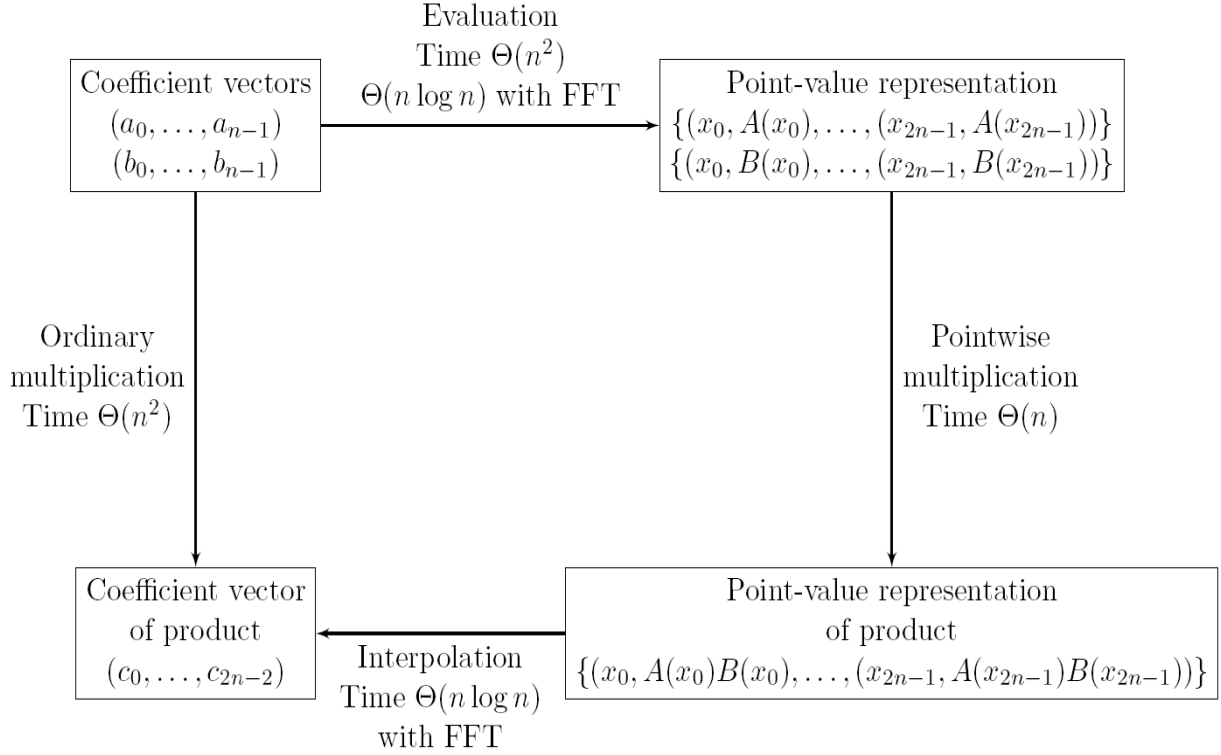 Evaluation
Time Θ(n²)
Θ(n log n) with FFT
Coefficient vectors
(a₀, . . . , aₙ₋₁)
(b₀, . . . , bₙ₋₁)
Point-value representation
{(x₀, A(x₀), . . . , (x₂ₙ₋₁, A(x₂ₙ₋₁))}
{(x₀, B(x₀), . . . , (x₂ₙ₋₁, B(x₂ₙ₋₁))}
Ordinary
multiplication
Time Θ(n²)
Pointwise
multiplication
Time Θ(n)
Coefficient vector
of product
(c₀, . . . , c₂ₙ₋₂)
Interpolation
Time Θ(n log n)
with FFT
Point-value representation
of product
{(x₀, A(x₀)B(x₀), . . . , (x₂ₙ₋₁, A(x₂ₙ₋₁)B(x₂ₙ₋₁))}